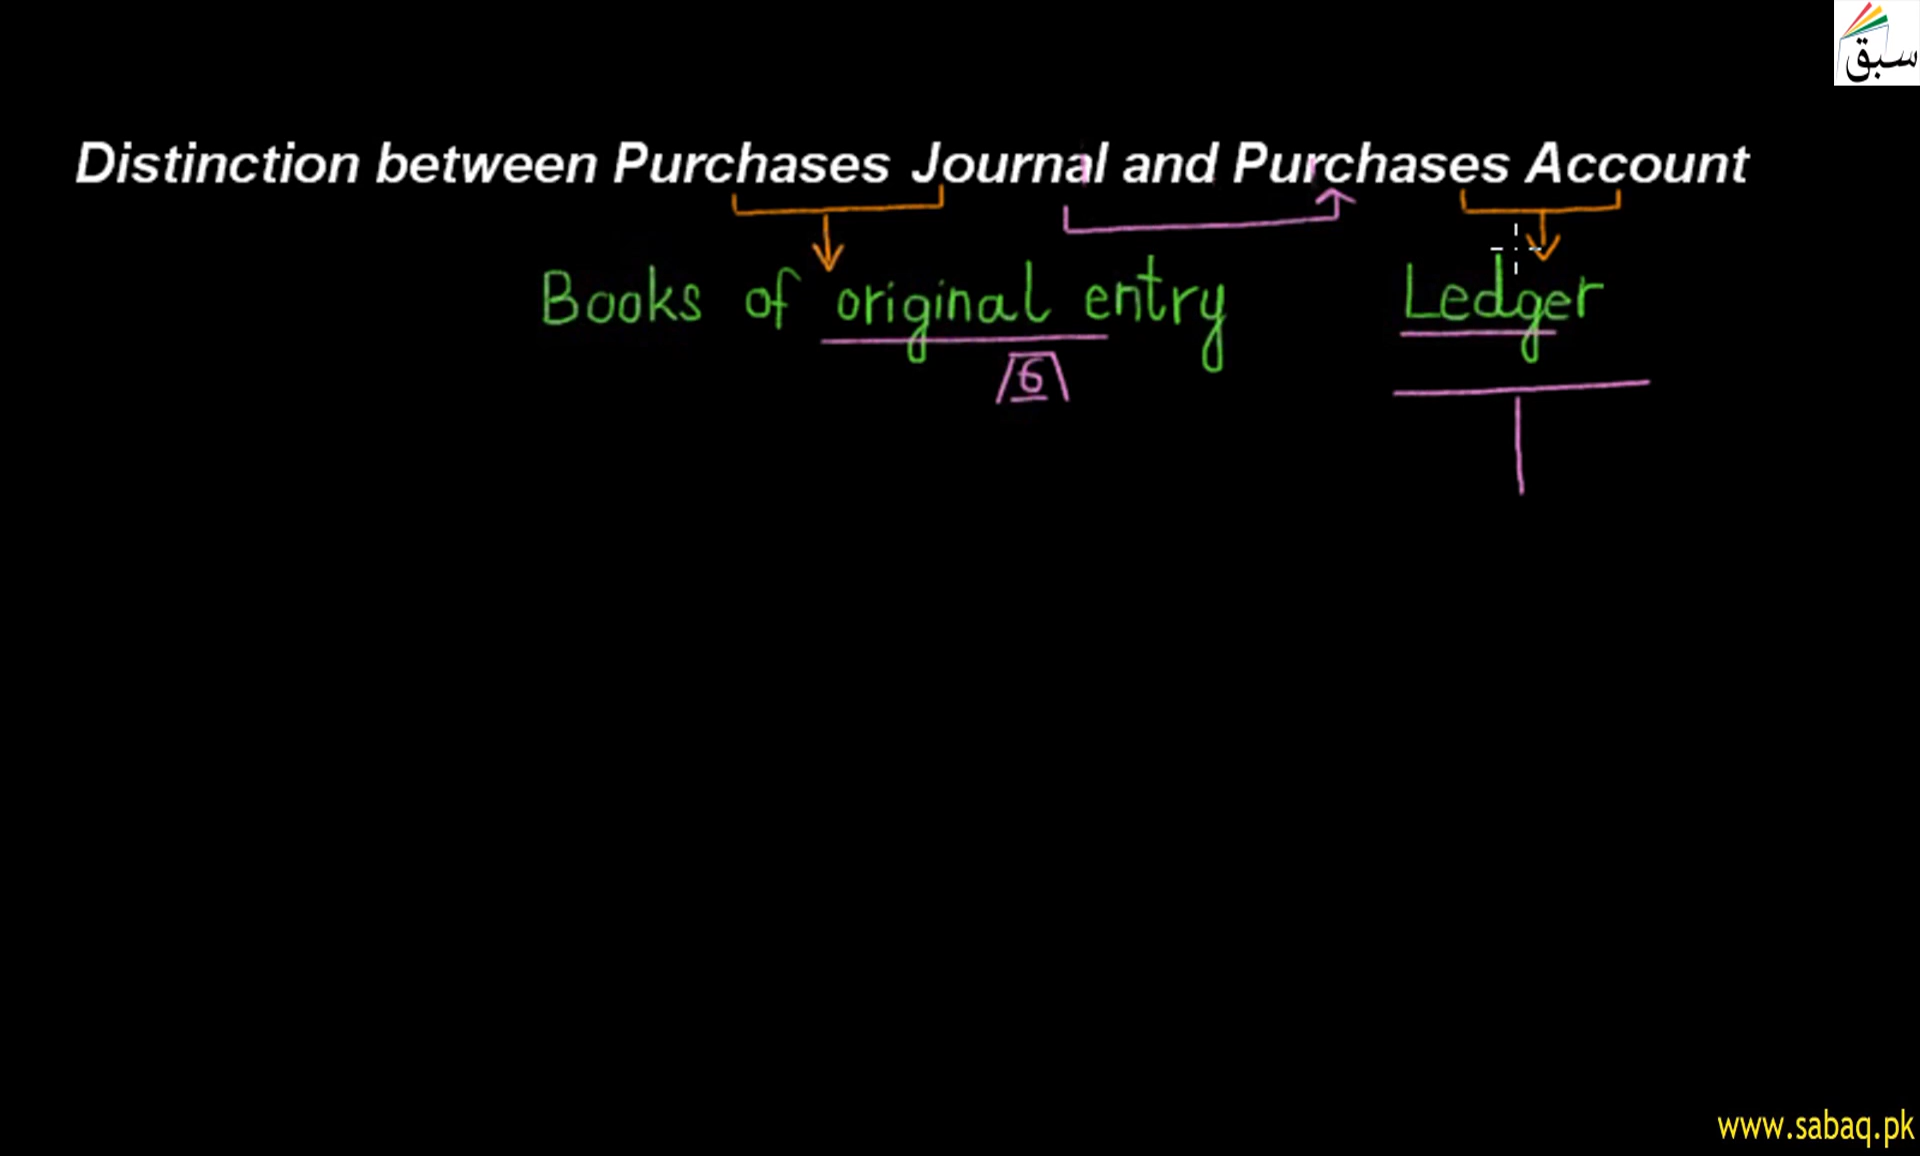 سبق
Distinction between Purchases Journal and Purchases Account
Books of original entry Ledger
6
www.sabaq.pk